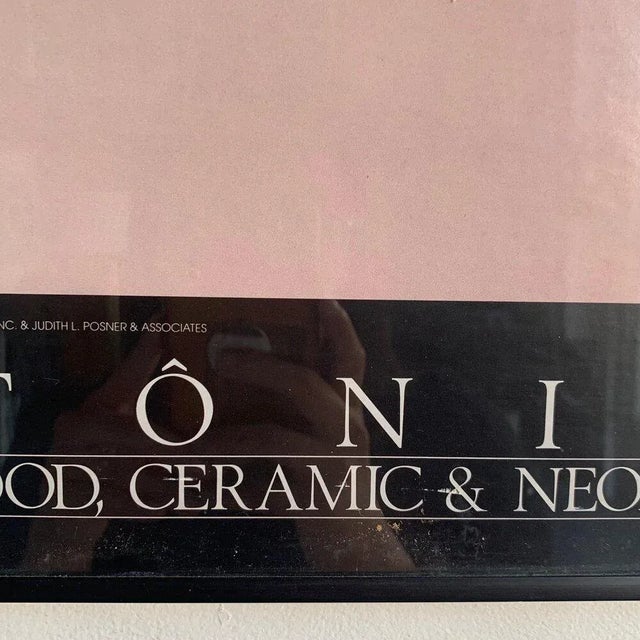 NC. & JUDITH L. POSNER & ASSOCIATES
T Ô N I
OOD, CERAMIC & NEO